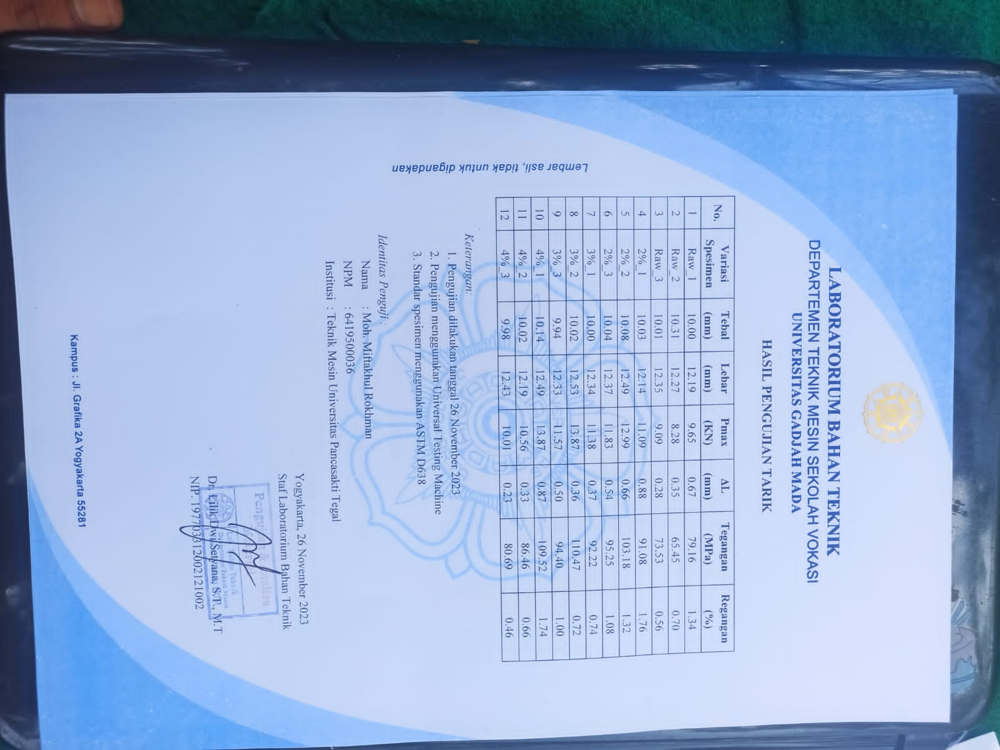 LABORATORIUM BAHAN TEKNIK
DEPARTEMEN TEKNIK MESIN SEKOLAH VOKASI
UNIVERSITAS GADJAH MADA
HASIL PENGUJIAN TARIK
No. Variasi Spesimen Tebal (mm) Lebar (mm) Pmax (KN) ΔL (mm) Tegangan (MPa) Regangan (%)
1 Raw_1 10.00 12.19 9.65 0.67 79.16 1.34
2 Raw_2 10.31 12.27 8.28 0.35 65.45 0.70
3 Raw_3 10.01 12.35 9.09 0.28 73.53 0.56
4 2%_1 10.03 12.14 11.09 0.88 91.08 1.76
5 2%_2 10.08 12.49 12.99 0.66 103.18 1.32
6 2%_3 10.04 12.37 11.83 0.54 95.25 1.08
7 3%_1 10.00 12.34 11.38 0.37 92.22 0.74
8 3%_2 10.02 12.53 13.87 0.36 110.47 0.72
9 3%_3 9.94 12.33 11.57 0.50 94.40 1.00
10 4%_1 10.14 12.49 13.87 0.87 109.52 1.74
11 4%_2 10.02 12.19 10.56 0.33 86.46 0.66
12 4%_3 9.98 12.43 10.01 0.23 80.69 0.46
Keterangan:
1. Pengujian dilakukan tanggal 26 November 2023
2. Pengujian menggunakan Universal Testing Machine
3. Standar spesimen menggunakan ASTM D638
Identitas Penguji :
Nama : Moh. Miftakhul Rokhman
NPM : 6419500036
Institusi : Teknik Mesin Universitas Pancasakti Tegal
Yogyakarta, 26 November 2023
Staf Laboratorium Bahan Teknik
Dr. Lilik Dwi Setyana, S.T., M.T
NIP. 197703312002121002
Kampus : Jl. Grafika 2A Yogyakarta 55281
Lembar asli, tidak untuk digandakan